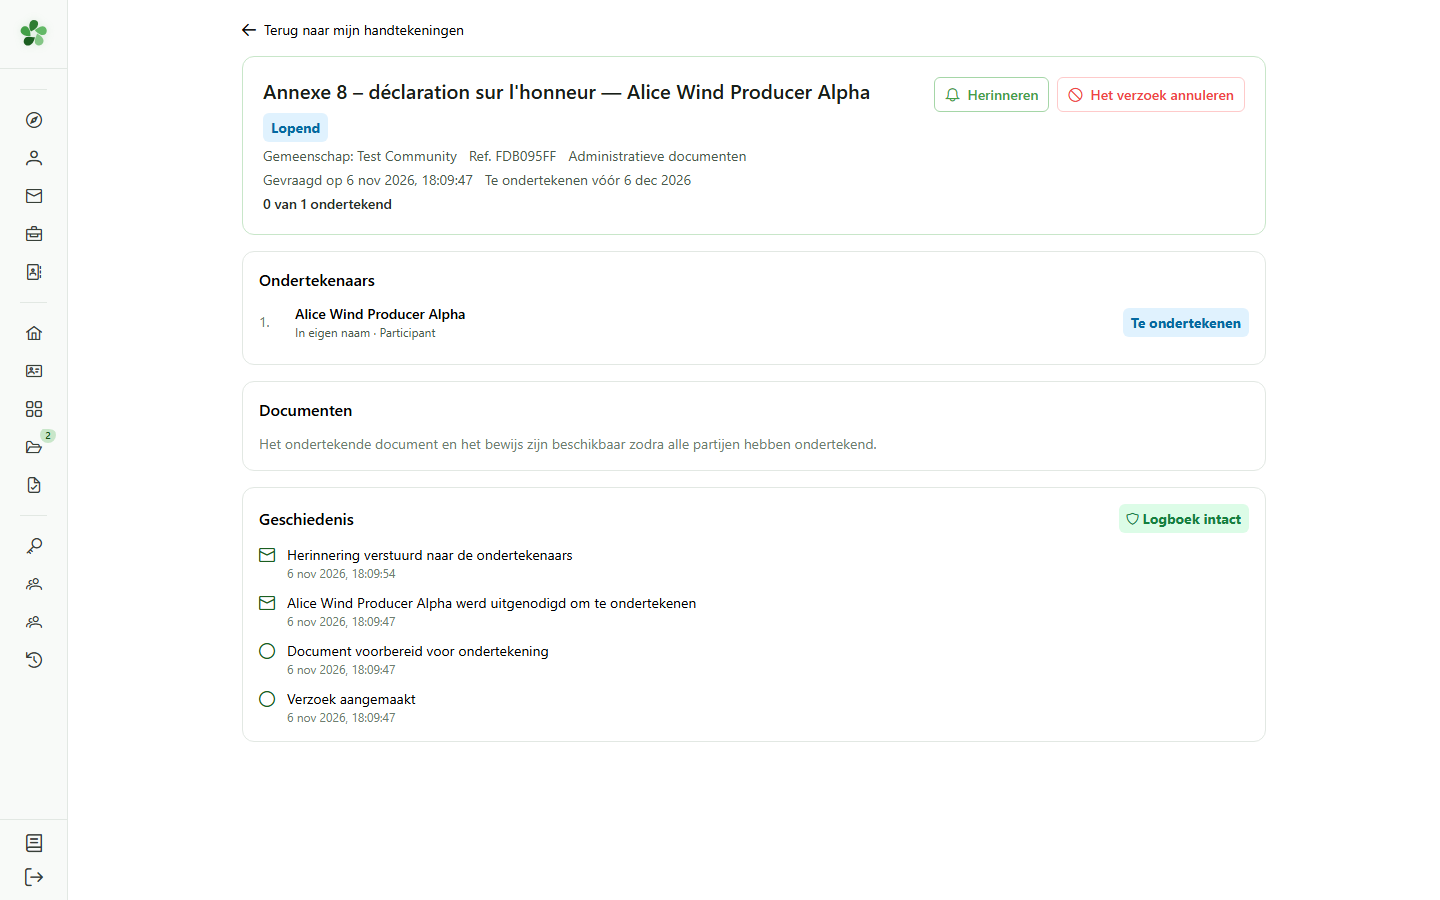 Terug naar mijn handtekeningen
Annexe 8 – déclaration sur l'honneur — Alice Wind Producer Alpha
Herinneren
Het verzoek annuleren
Lopend
Gemeenschap: Test Community Ref. FDB095FF Administratieve documenten
Gevraagd op 6 nov 2026, 18:09:47 Te ondertekenen vóór 6 dec 2026
0 van 1 ondertekend
Ondertekenaars
1.
Alice Wind Producer Alpha
In eigen naam · Participant
Te ondertekenen
Documenten
Het ondertekende document en het bewijs zijn beschikbaar zodra alle partijen hebben ondertekend.
2
Geschiedenis
Logboek intact
Herinnering verstuurd naar de ondertekenaars
6 nov 2026, 18:09:54
Alice Wind Producer Alpha werd uitgenodigd om te ondertekenen
6 nov 2026, 18:09:47
Document voorbereid voor ondertekening
6 nov 2026, 18:09:47
Verzoek aangemaakt
6 nov 2026, 18:09:47